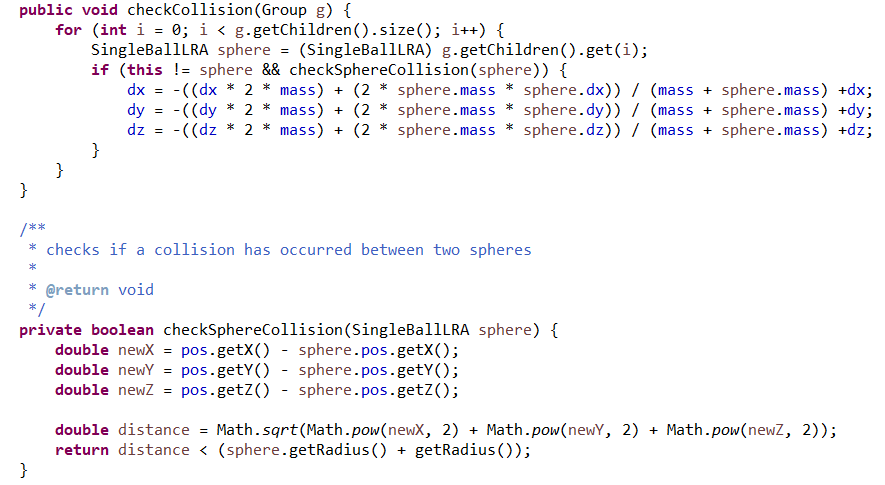 public void checkCollision(Group g) {
    for (int i = 0; i < g.getChildren().size(); i++) {
        SingleBallLRA sphere = (SingleBallLRA) g.getChildren().get(i);
        if (this != sphere && checkSphereCollision(sphere)) {
            dx = -((dx * 2 * mass) + (2 * sphere.mass * sphere.dx)) / (mass + sphere.mass) +dx;
            dy = -((dy * 2 * mass) + (2 * sphere.mass * sphere.dy)) / (mass + sphere.mass) +dy;
            dz = -((dz * 2 * mass) + (2 * sphere.mass * sphere.dz)) / (mass + sphere.mass) +dz;
        }
    }
}

/**
 * checks if a collision has occurred between two spheres
 *
 * @return void
 */
private boolean checkSphereCollision(SingleBallLRA sphere) {
    double newX = pos.getX() - sphere.pos.getX();
    double newY = pos.getY() - sphere.pos.getY();
    double newZ = pos.getZ() - sphere.pos.getZ();

    double distance = Math.sqrt(Math.pow(newX, 2) + Math.pow(newY, 2) + Math.pow(newZ, 2));
    return distance < (sphere.getRadius() + getRadius());
}